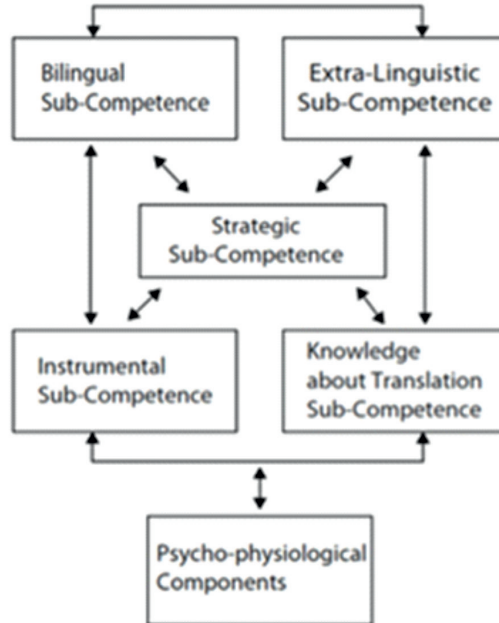 Bilingual
Sub-Competence
Extra-Linguistic
Sub-Competence
Strategic
Sub-Competence
Instrumental
Sub-Competence
Knowledge
about Translation
Sub-Competence
Psycho-physiological
Components